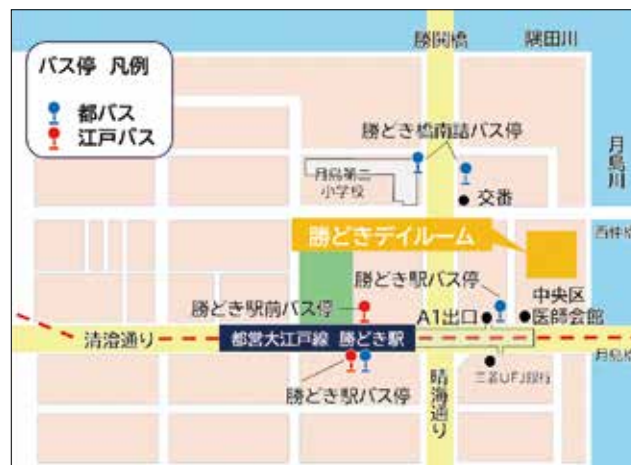 勝鬨橋
隅田川
バス停 凡例
都バス
江戸バス
勝どき橋南詰バス停
月島第二
小学校
月島川
交番
西仲橋
勝どきデイルーム
勝どき駅バス停
勝どき駅前バス停
A1出口
中央区
医師会館
清澄通り
都営大江戸線 勝どき駅
月島橋
三菱UFJ銀行
勝どき駅バス停
晴海通り